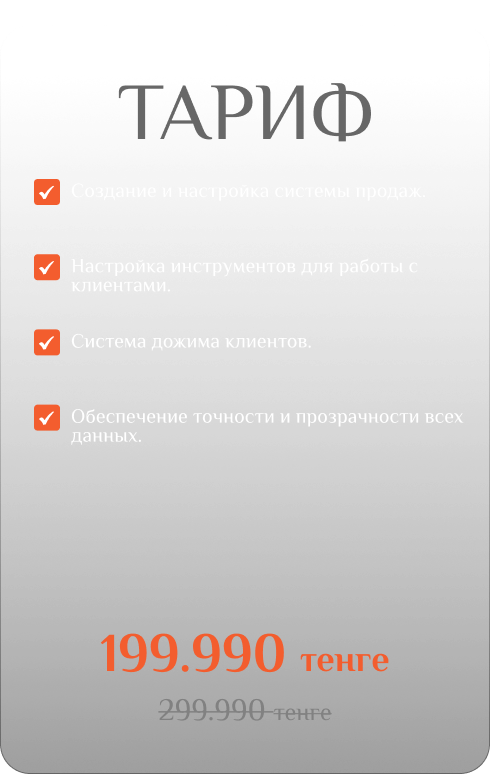 ТАРИФ
Создание и настройка системы продаж.
Настройка инструментов для работы с
клиентами.
Система дожима клиентов.
Обеспечение точности и прозрачности всех
данных.
199.990 тенге
299.990 тенге